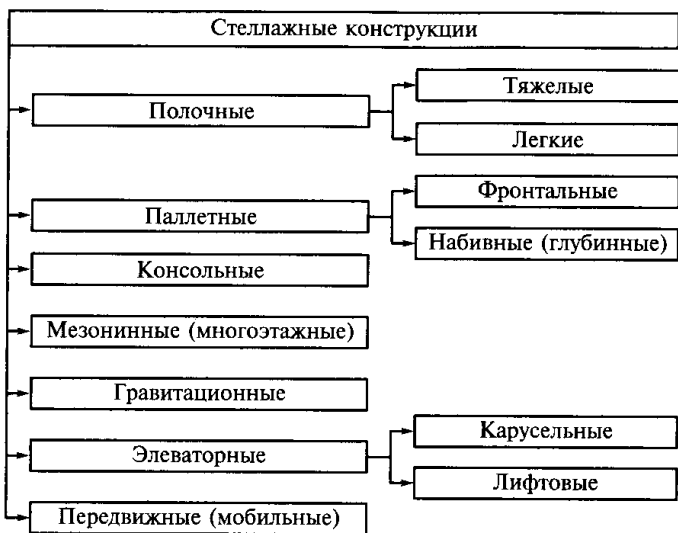 Стеллажные конструкции
Полочные
Тяжелые
Легкие
Паллетные
Фронтальные
Набивные (глубинные)
Консольные
Мезонинные (многоэтажные)
Гравитационные
Элеваторные
Карусельные
Лифтовые
Передвижные (мобильные)